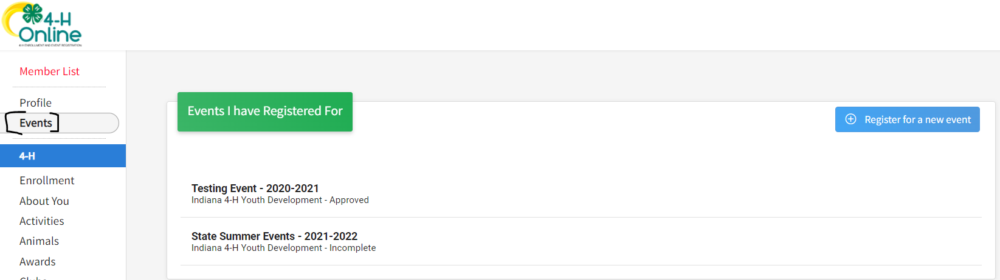 4-H
Online
4-H ENROLLMENT AND EVENT REGISTRATION
Member List
Profile
Events
4-H
Enrollment
About You
Activities
Animals
Awards
Clubs
Events I have Registered For
Register for a new event
Testing Event - 2020-2021
Indiana 4-H Youth Development - Approved
State Summer Events - 2021-2022
Indiana 4-H Youth Development - Incomplete